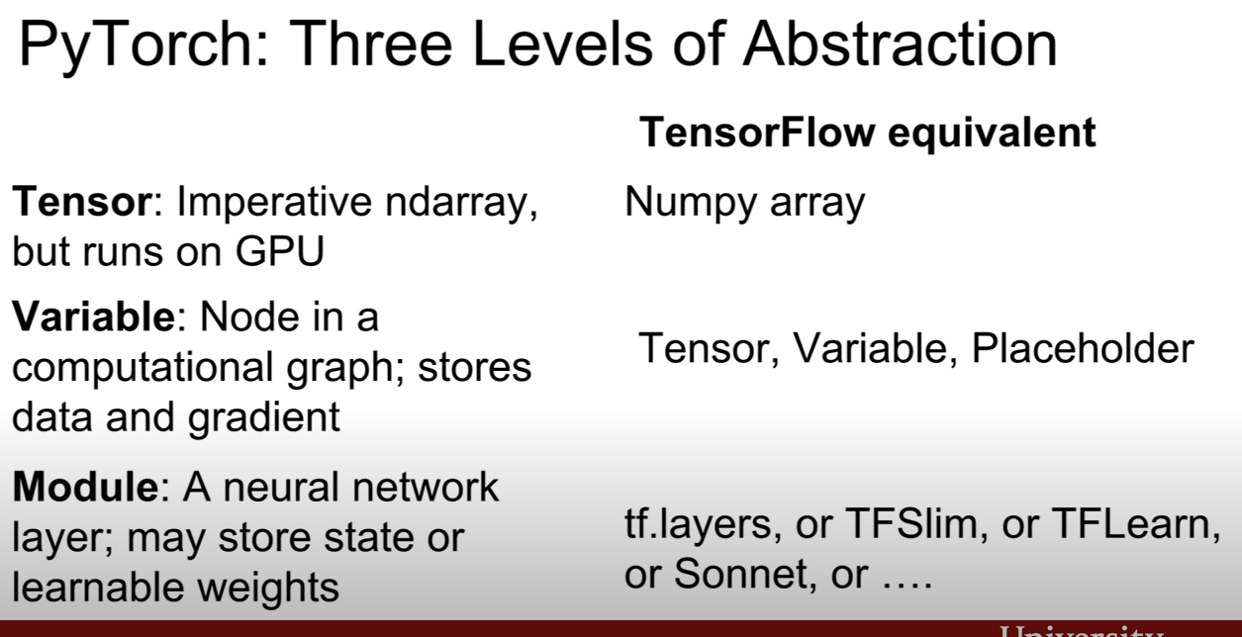 PyTorch: Three Levels of Abstraction
TensorFlow equivalent
Tensor: Imperative ndarray,
but runs on GPU
Numpy array
Variable: Node in a
computational graph; stores
data and gradient
Tensor, Variable, Placeholder
Module: A neural network
layer; may store state or
learnable weights
tf.layers, or TFSlim, or TFLearn,
or Sonnet, or ….
University